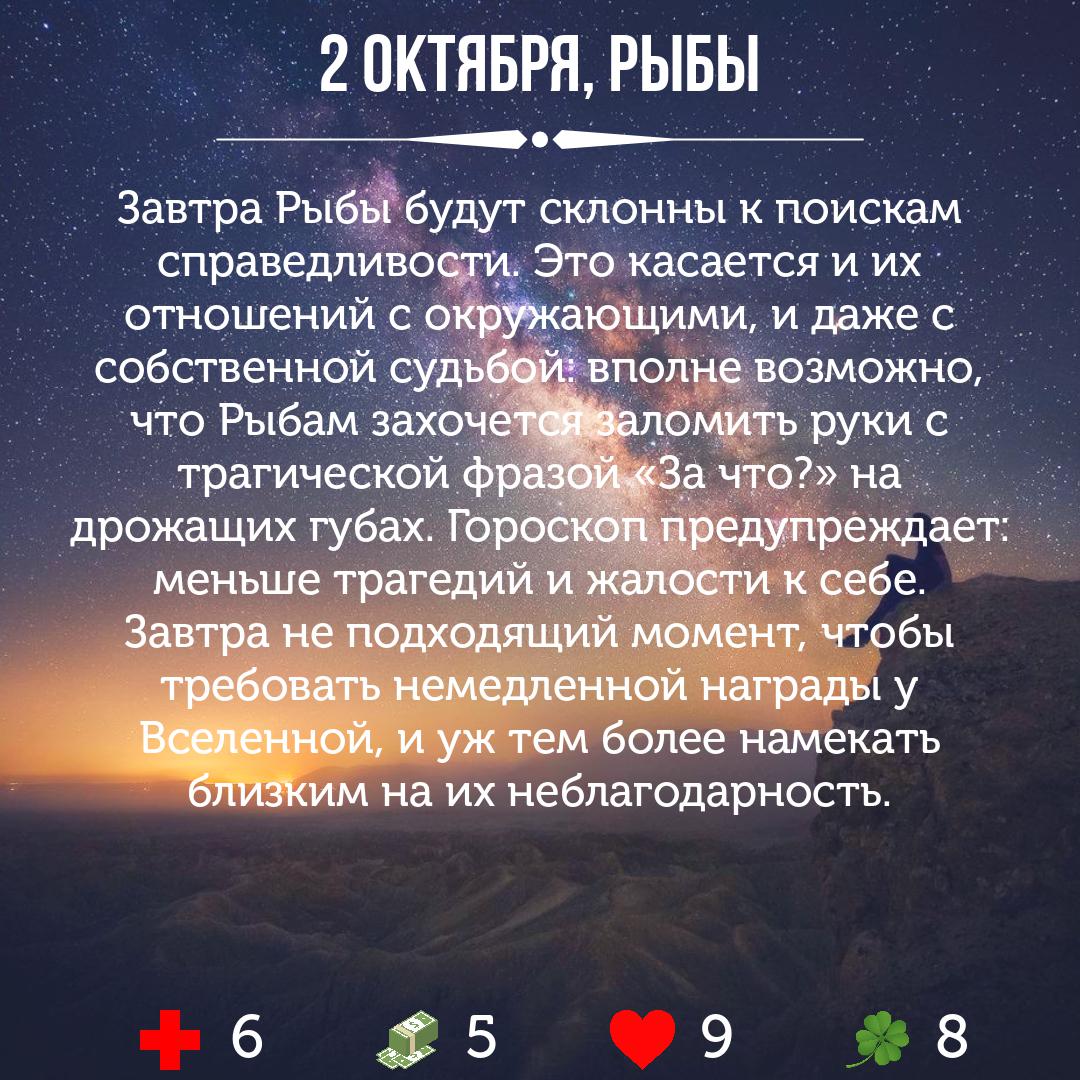 2 ОКТЯБРЯ, РЫБЫ
Завтра Рыбы будут склонны к поискам
справедливости. Это касается и их
отношений с окружающими, и даже с
собственной судьбой: вполне возможно,
что Рыбам захочется заломить руки с
трагической фразой «За что?» на
дрожащих губах. Гороскоп предупреждает:
меньше трагедий и жалости к себе.
Завтра не подходящий момент, чтобы
требовать немедленной награды у
Вселенной, и уж тем более намекать
близким на их неблагодарность.
6 5 9 8